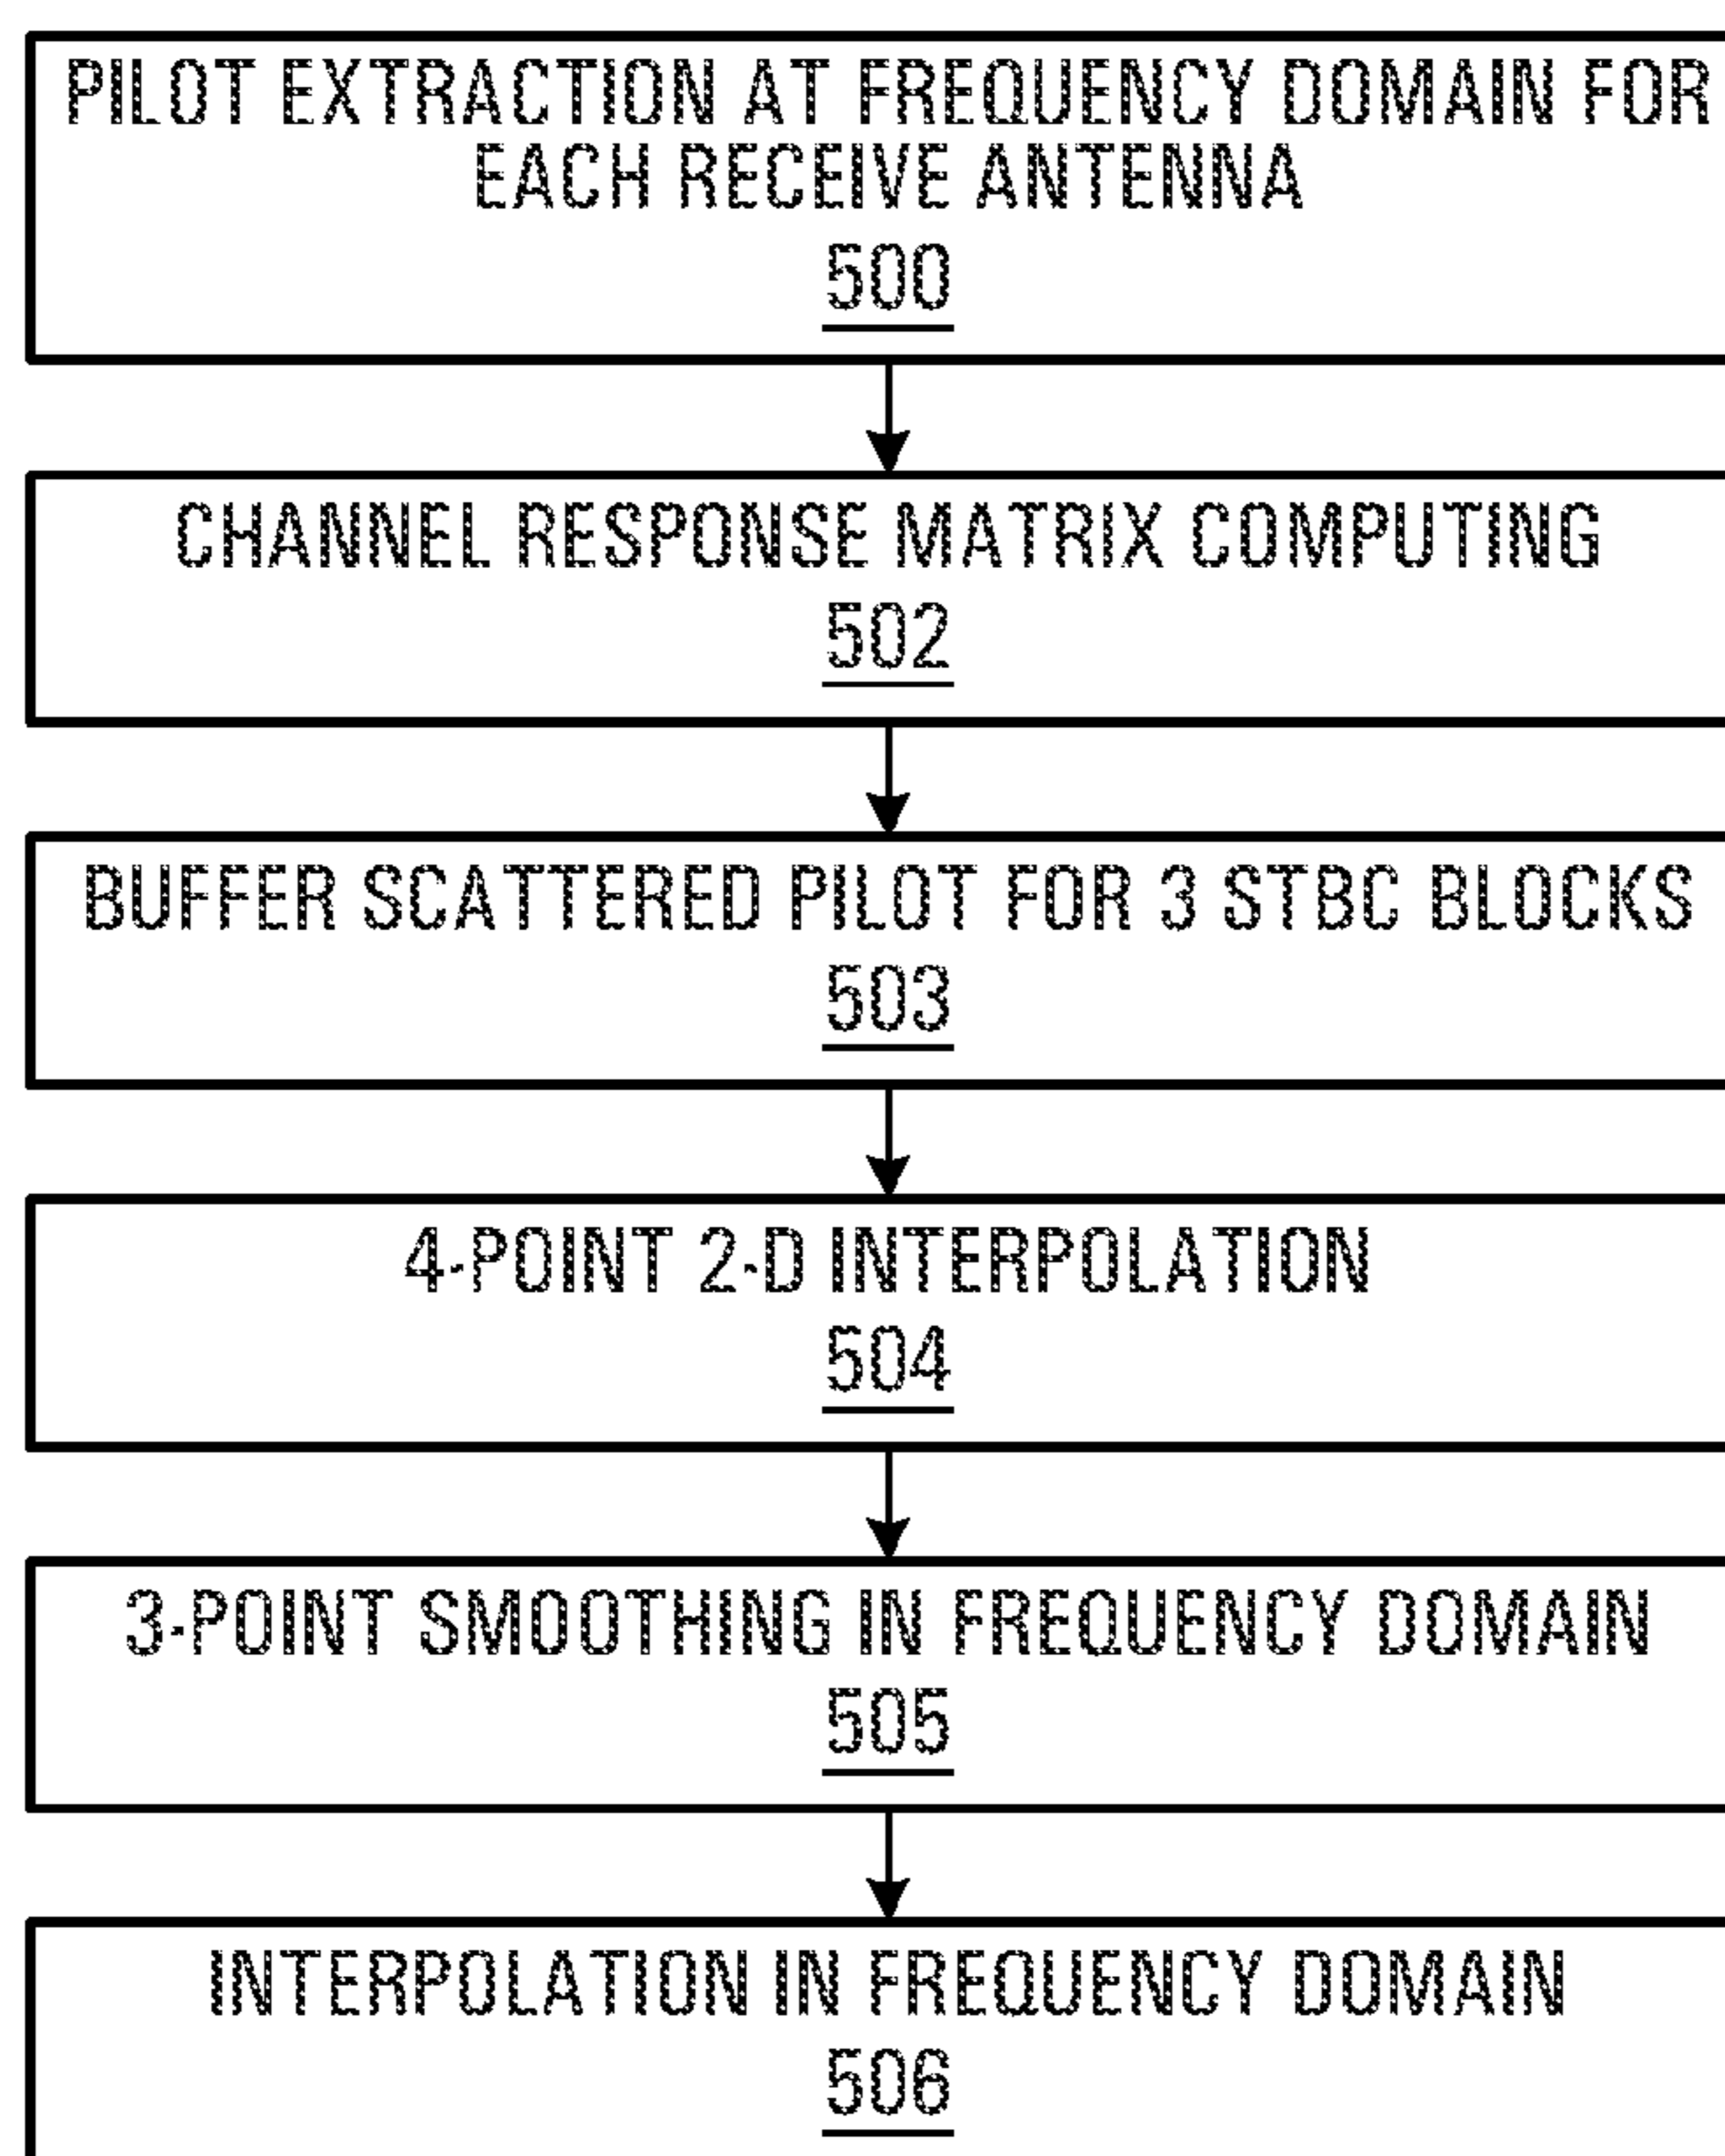 PILOT EXTRACTION AT FREQUENCY DOMAIN FOR
EACH RECEIVE ANTENNA
500
CHANNEL RESPONSE MATRIX COMPUTING
502
BUFFER SCATTERED PILOT FOR 3 STBC BLOCKS
503
4-POINT 2-D INTERPOLATION
504
3-POINT SMOOTHING IN FREQUENCY DOMAIN
505
INTERPOLATION IN FREQUENCY DOMAIN
506